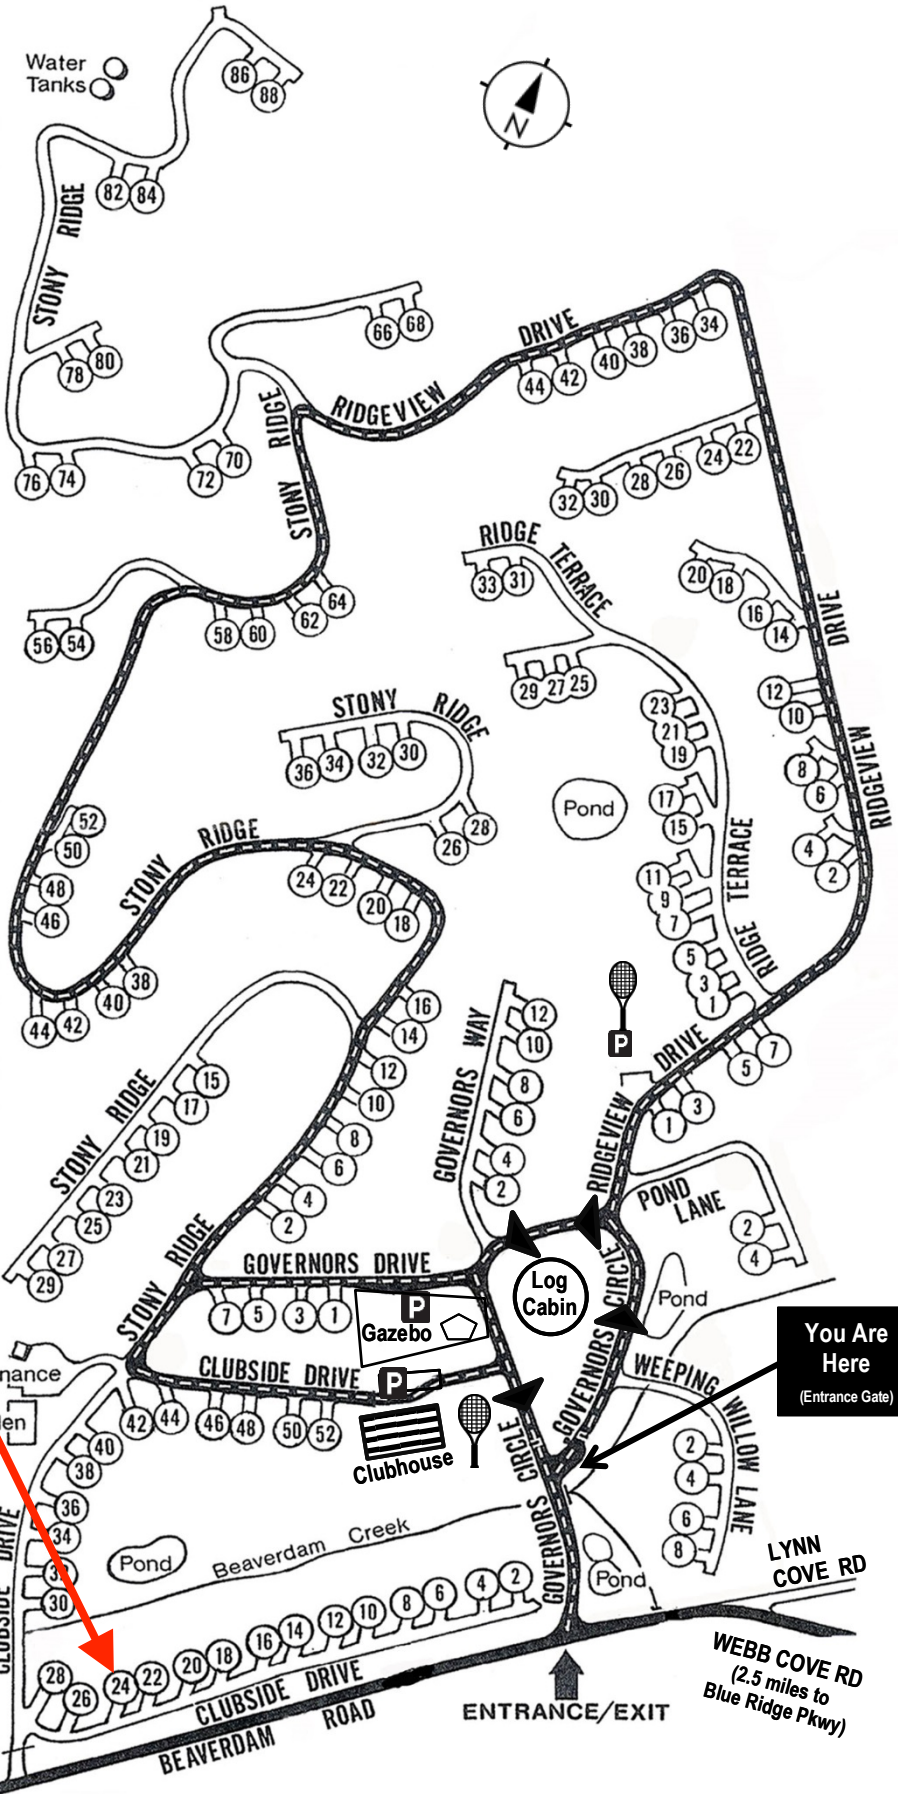 Water
Tanks
86
88
N
82
84
STONY RIDGE
78
80
66
68
76
74
72
70
STONY RIDGE
RIDGEVIEW DRIVE
44
42
40
38
36
34
32
30
28
26
24
22
RIDGE TERRACE
33
31
29
27
25
23
21
19
17
15
11
9
7
5
3
1
RIDGE TERRACE
20
18
16
14
12
10
8
6
4
2
RIDGEVIEW DRIVE
56
54
58
60
62
64
STONY RIDGE
36
34
32
30
28
26
Pond
52
50
48
46
44
42
40
38
STONY RIDGE
24
22
20
18
16
14
12
10
8
6
4
2
STONY RIDGE
15
17
19
21
23
25
27
29
STONY RIDGE
GOVERNORS WAY
12
10
8
6
4
2
P
RIDGEVIEW DRIVE
7
5
3
1
POND
LANE
2
4
GOVERNORS DRIVE
7
5
3
1
P
Gazebo
Log
Cabin
GOVERNORS CIRCLE
Pond
You Are
Here
(Entrance Gate)
WEEPING WILLOW LANE
2
4
6
8
nance
en
CLUBSIDE DRIVE
P
42
44
46
48
50
52
Clubhouse
GOVERNORS CIRCLE
40
38
36
34
32
30
CLUBSIDE DRIVE
Pond
Beaverdam Creek
Pond
LYNN
COVE RD
28
26
24
22
20
18
16
14
12
10
8
6
4
2
CLUBSIDE DRIVE
BEAVERDAM ROAD
ENTRANCE/EXIT
WEBB COVE RD
(2.5 miles to
Blue Ridge Pkwy)